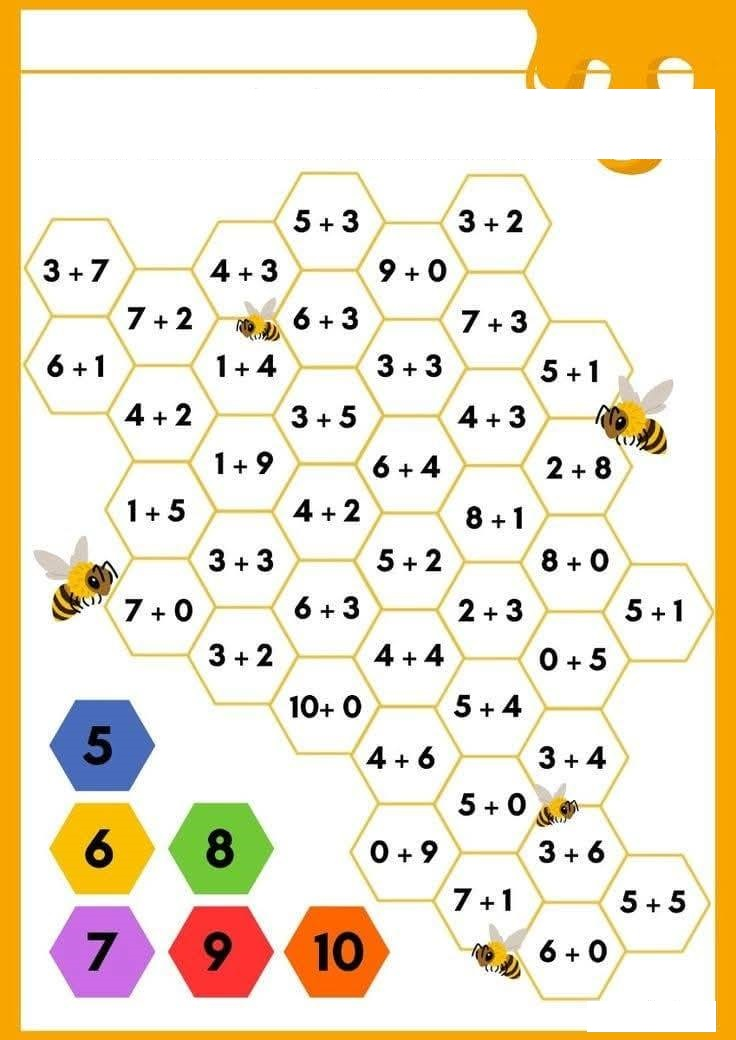 5 + 3
3 + 2
3 + 7
4 + 3
9 + 0
7 + 2
6 + 3
7 + 3
6 + 1
1 + 4
3 + 3
5 + 1
4 + 2
3 + 5
4 + 3
1 + 9
6 + 4
2 + 8
1 + 5
4 + 2
8 + 1
3 + 3
5 + 2
8 + 0
7 + 0
6 + 3
2 + 3
5 + 1
3 + 2
4 + 4
0 + 5
10+ 0
5 + 4
4 + 6
3 + 4
5 + 0
0 + 9
3 + 6
7 + 1
5 + 5
6 + 0
5
6 8
7 9 10